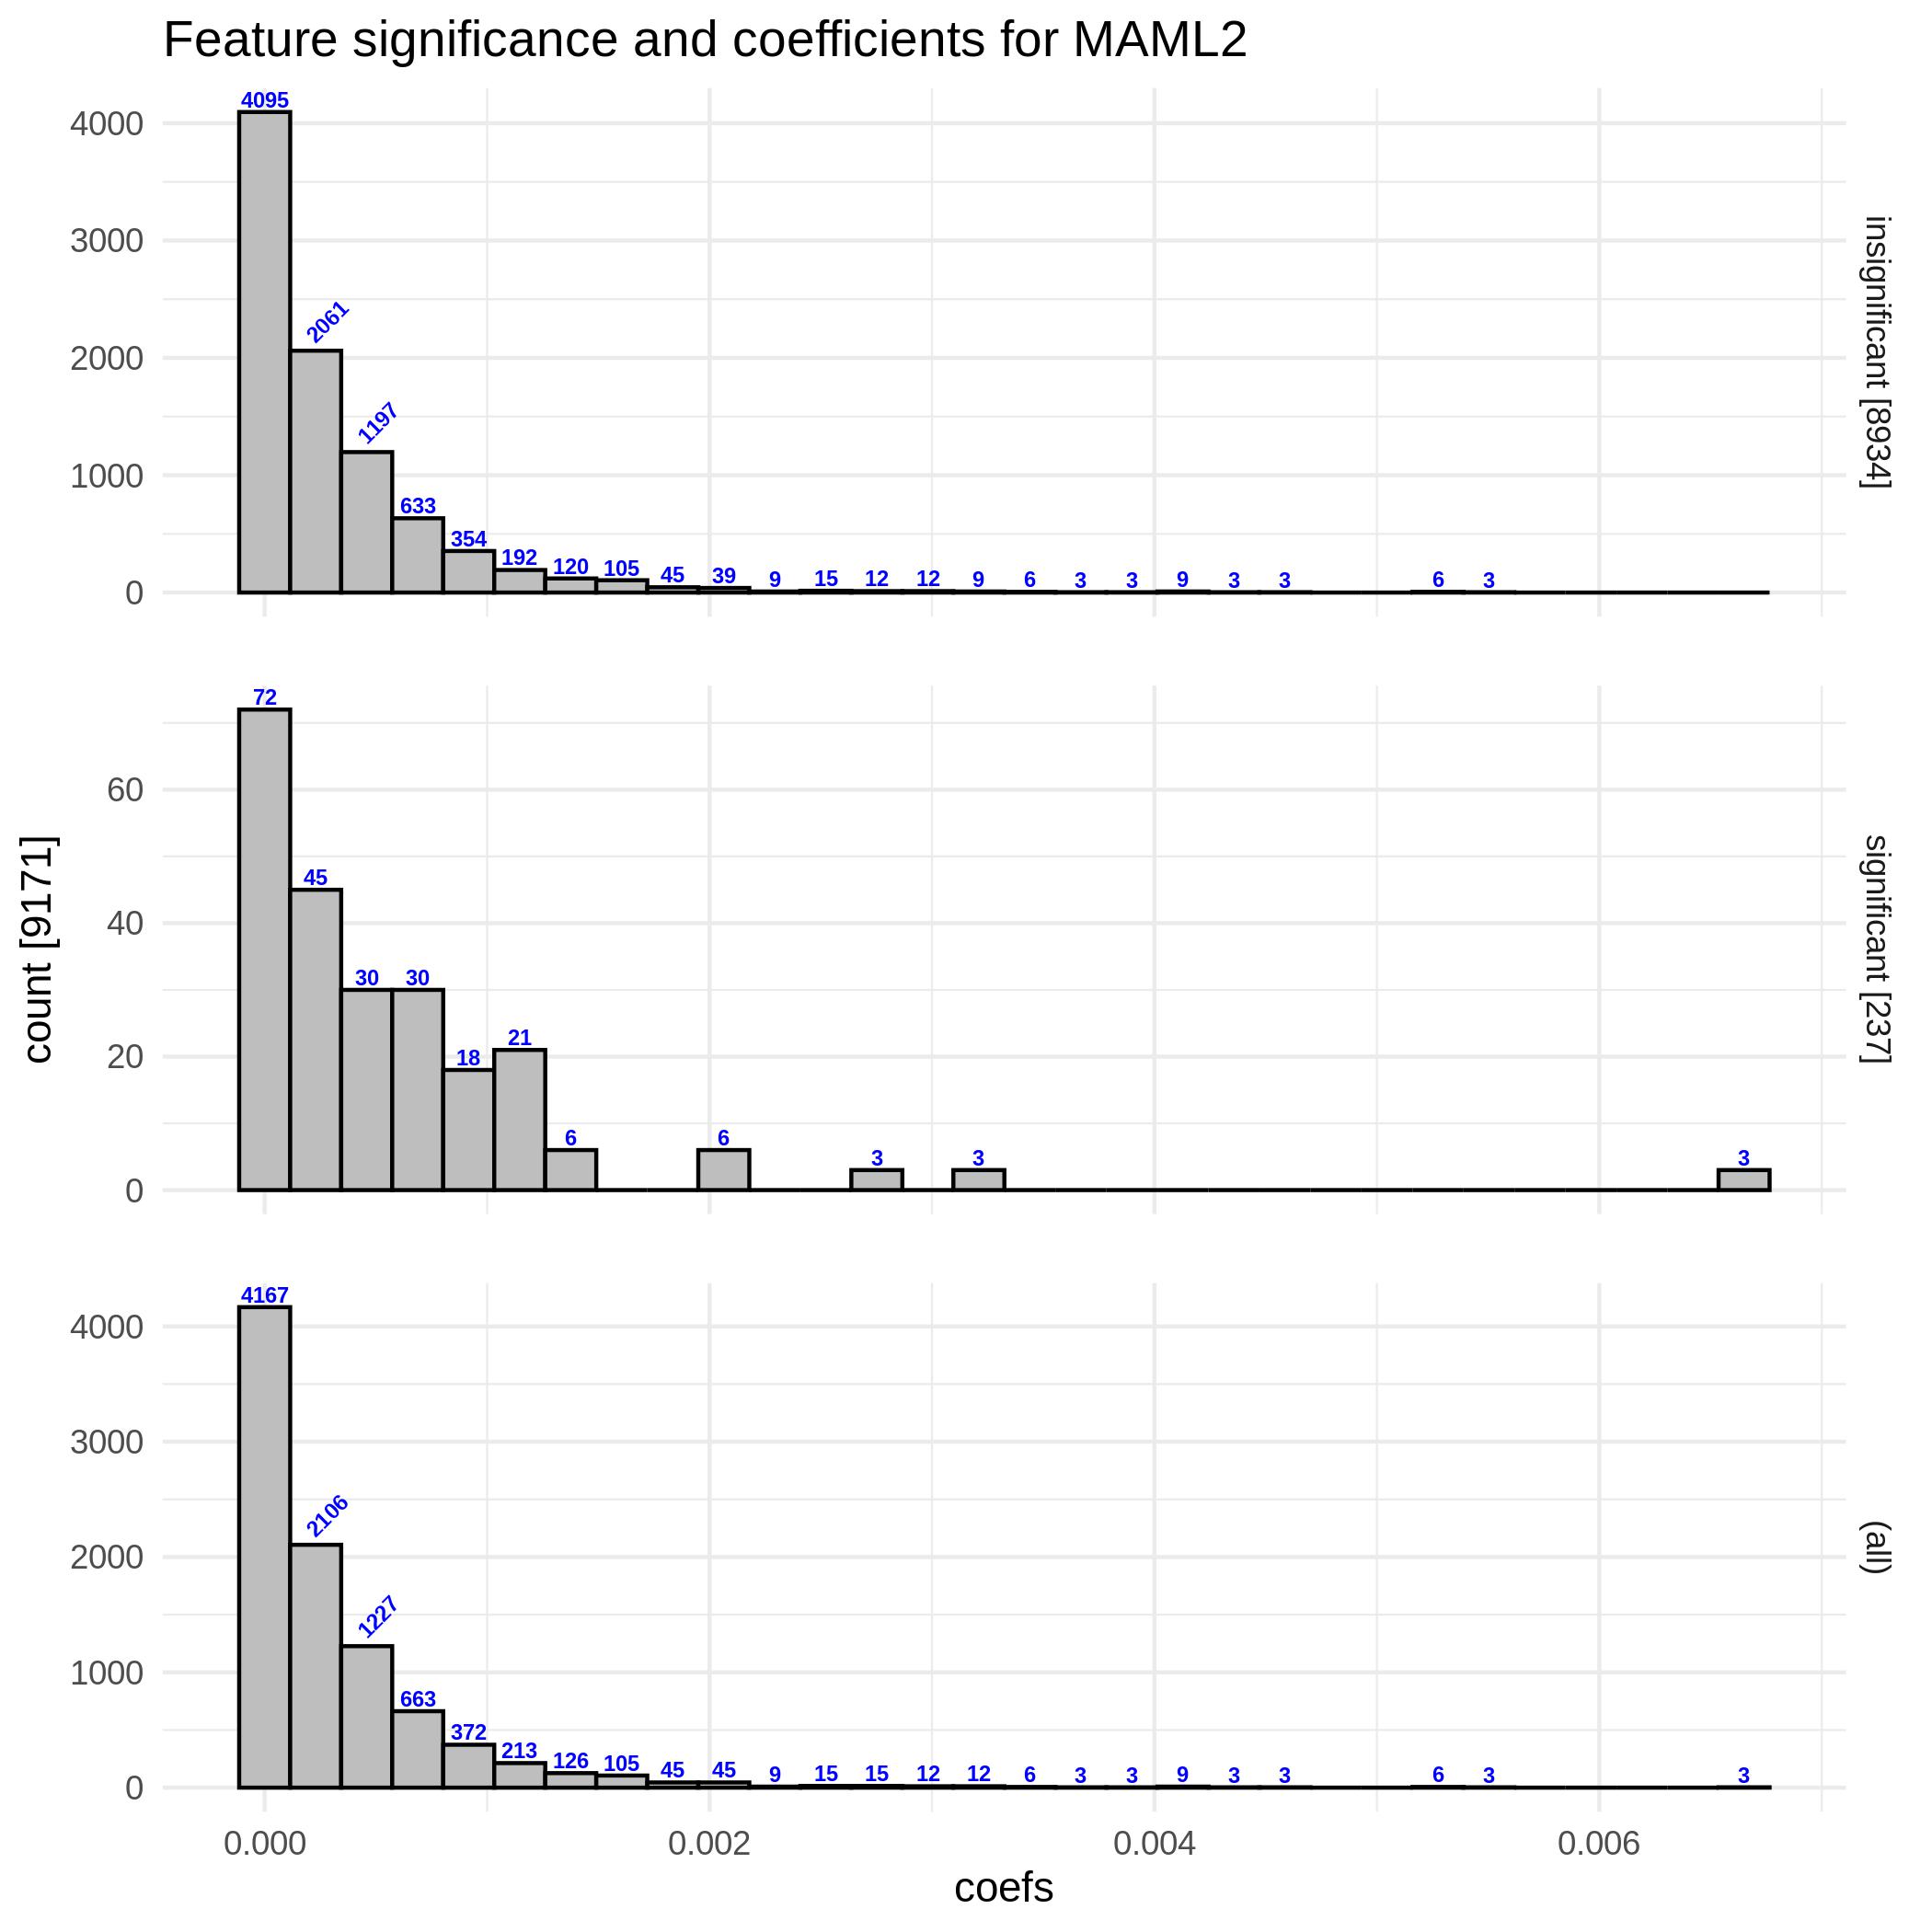 Feature significance and coefficients for MAML2
4095
4000
3000
2061
2000
1197
1000
633
354
192 120 105 45 39 9 15 12 12 9 6 3 3 9 3 3 6 3
0
insignificant [8934]
72
60
45
40
30 30
21
20
18
6 6 3 3 3
0
significant [237]
count [9171]
4167
4000
3000
2106
2000
1227
1000
663
372
213 126 105 45 45 9 15 15 12 12 6 3 3 9 3 3 6 3 3
0
(all)
0.000 0.002 0.004 0.006
coefs